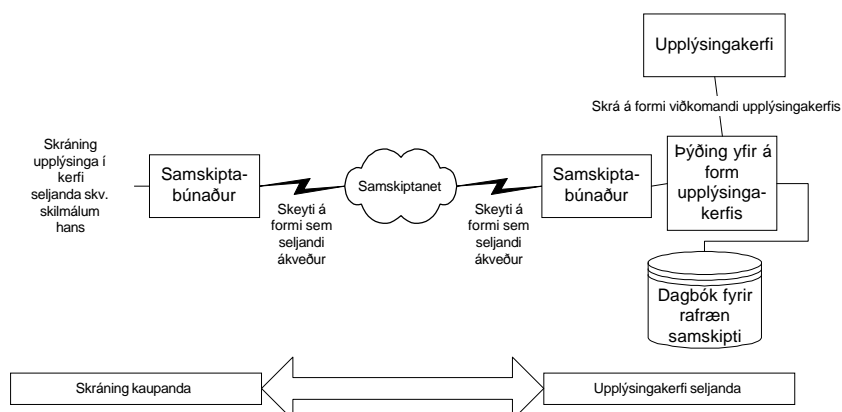 Upplýsingakerfi
Skrá á formi viðkomandi upplýsingakerfis
Skráning
upplýsinga í
kerfi
seljanda skv.
skilmálum
hans
Samskipta-
búnaður
Skeyti á
formi sem
seljandi
ákveður
Samskiptanet
Skeyti á
formi sem
seljandi
ákveður
Samskipta-
búnaður
Þýðing yfir á
form
upplýsinga-
kerfis
Dagbók fyrir
rafræn
samskipti
Skráning kaupanda
Upplýsingakerfi seljanda